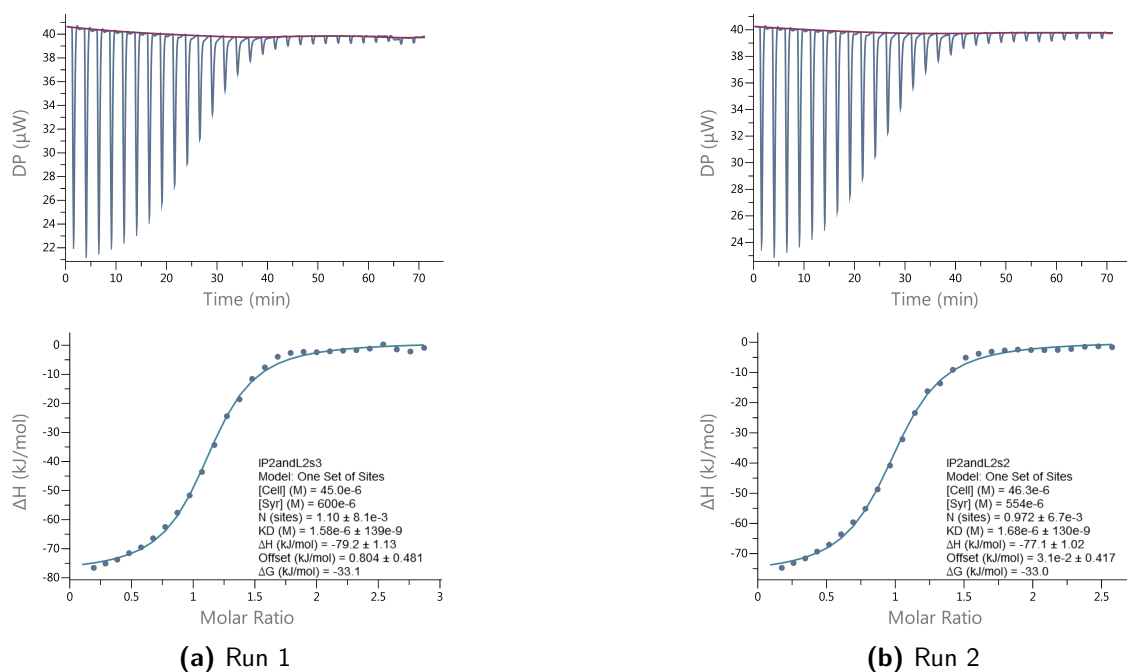 40
38
36
34
32
30
28
26
24
22
DP (µW)
0 10 20 30 40 50 60 70
Time (min)
40
38
36
34
32
30
28
26
24
DP (µW)
0 10 20 30 40 50 60 70
Time (min)
0
-10
-20
-30
-40
-50
-60
-70
-80
ΔH (kJ/mol)
IP2andL2s3
Model: One Set of Sites
[Cell] (M) = 45.0e-6
[Syr] (M) = 600e-6
N (sites) = 1.10 ± 8.1e-3
KD (M) = 1.58e-6 ± 139e-9
ΔH (kJ/mol) = -79.2 ± 1.13
Offset (kJ/mol) = 0.804 ± 0.481
ΔG (kJ/mol) = -33.1
0 0.5 1 1.5 2 2.5 3
Molar Ratio
(a) Run 1
0
-10
-20
-30
-40
-50
-60
-70
ΔH (kJ/mol)
IP2andL2s2
Model: One Set of Sites
[Cell] (M) = 46.3e-6
[Syr] (M) = 554e-6
N (sites) = 0.972 ± 6.7e-3
KD (M) = 1.68e-6 ± 130e-9
ΔH (kJ/mol) = -77.1 ± 1.02
Offset (kJ/mol) = 3.1e-2 ± 0.417
ΔG (kJ/mol) = -33.0
0 0.5 1 1.5 2 2.5
Molar Ratio
(b) Run 2